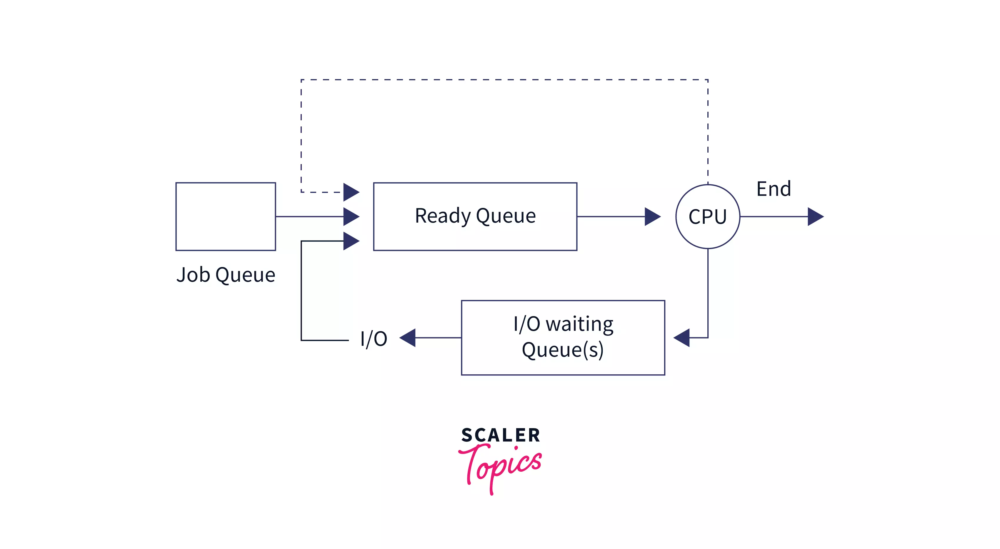 End
Ready Queue
CPU
Job Queue
I/O waiting
Queue(s)
I/O
SCALER
Topics